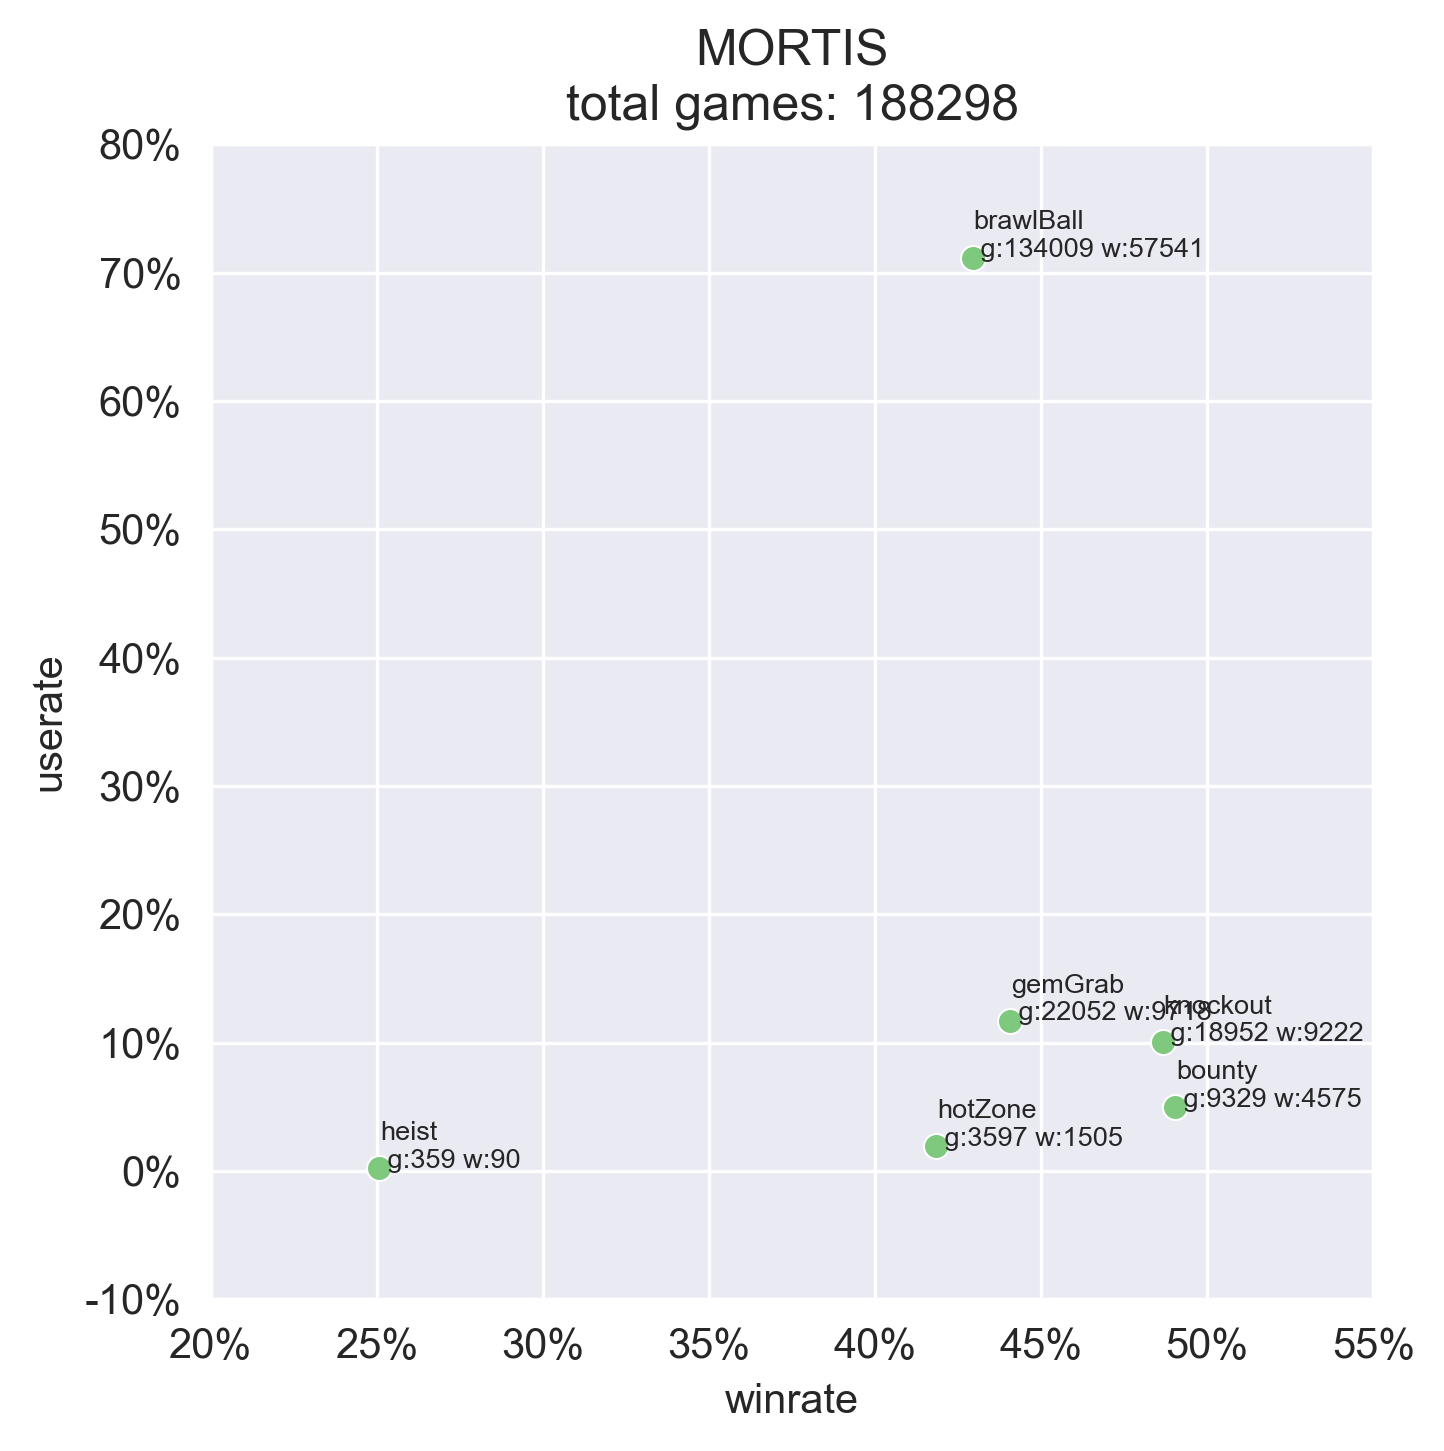 MORTIS
total games: 188298
80%
70%
60%
50%
40%
30%
20%
10%
0%
-10%
userate
brawlBall
g:134009 w:57541
gemGrab
g:22052 w:9718
knockout
g:18952 w:9222
bounty
g:9329 w:4575
hotZone
g:3597 w:1505
heist
g:359 w:90
20% 25% 30% 35% 40% 45% 50% 55%
winrate